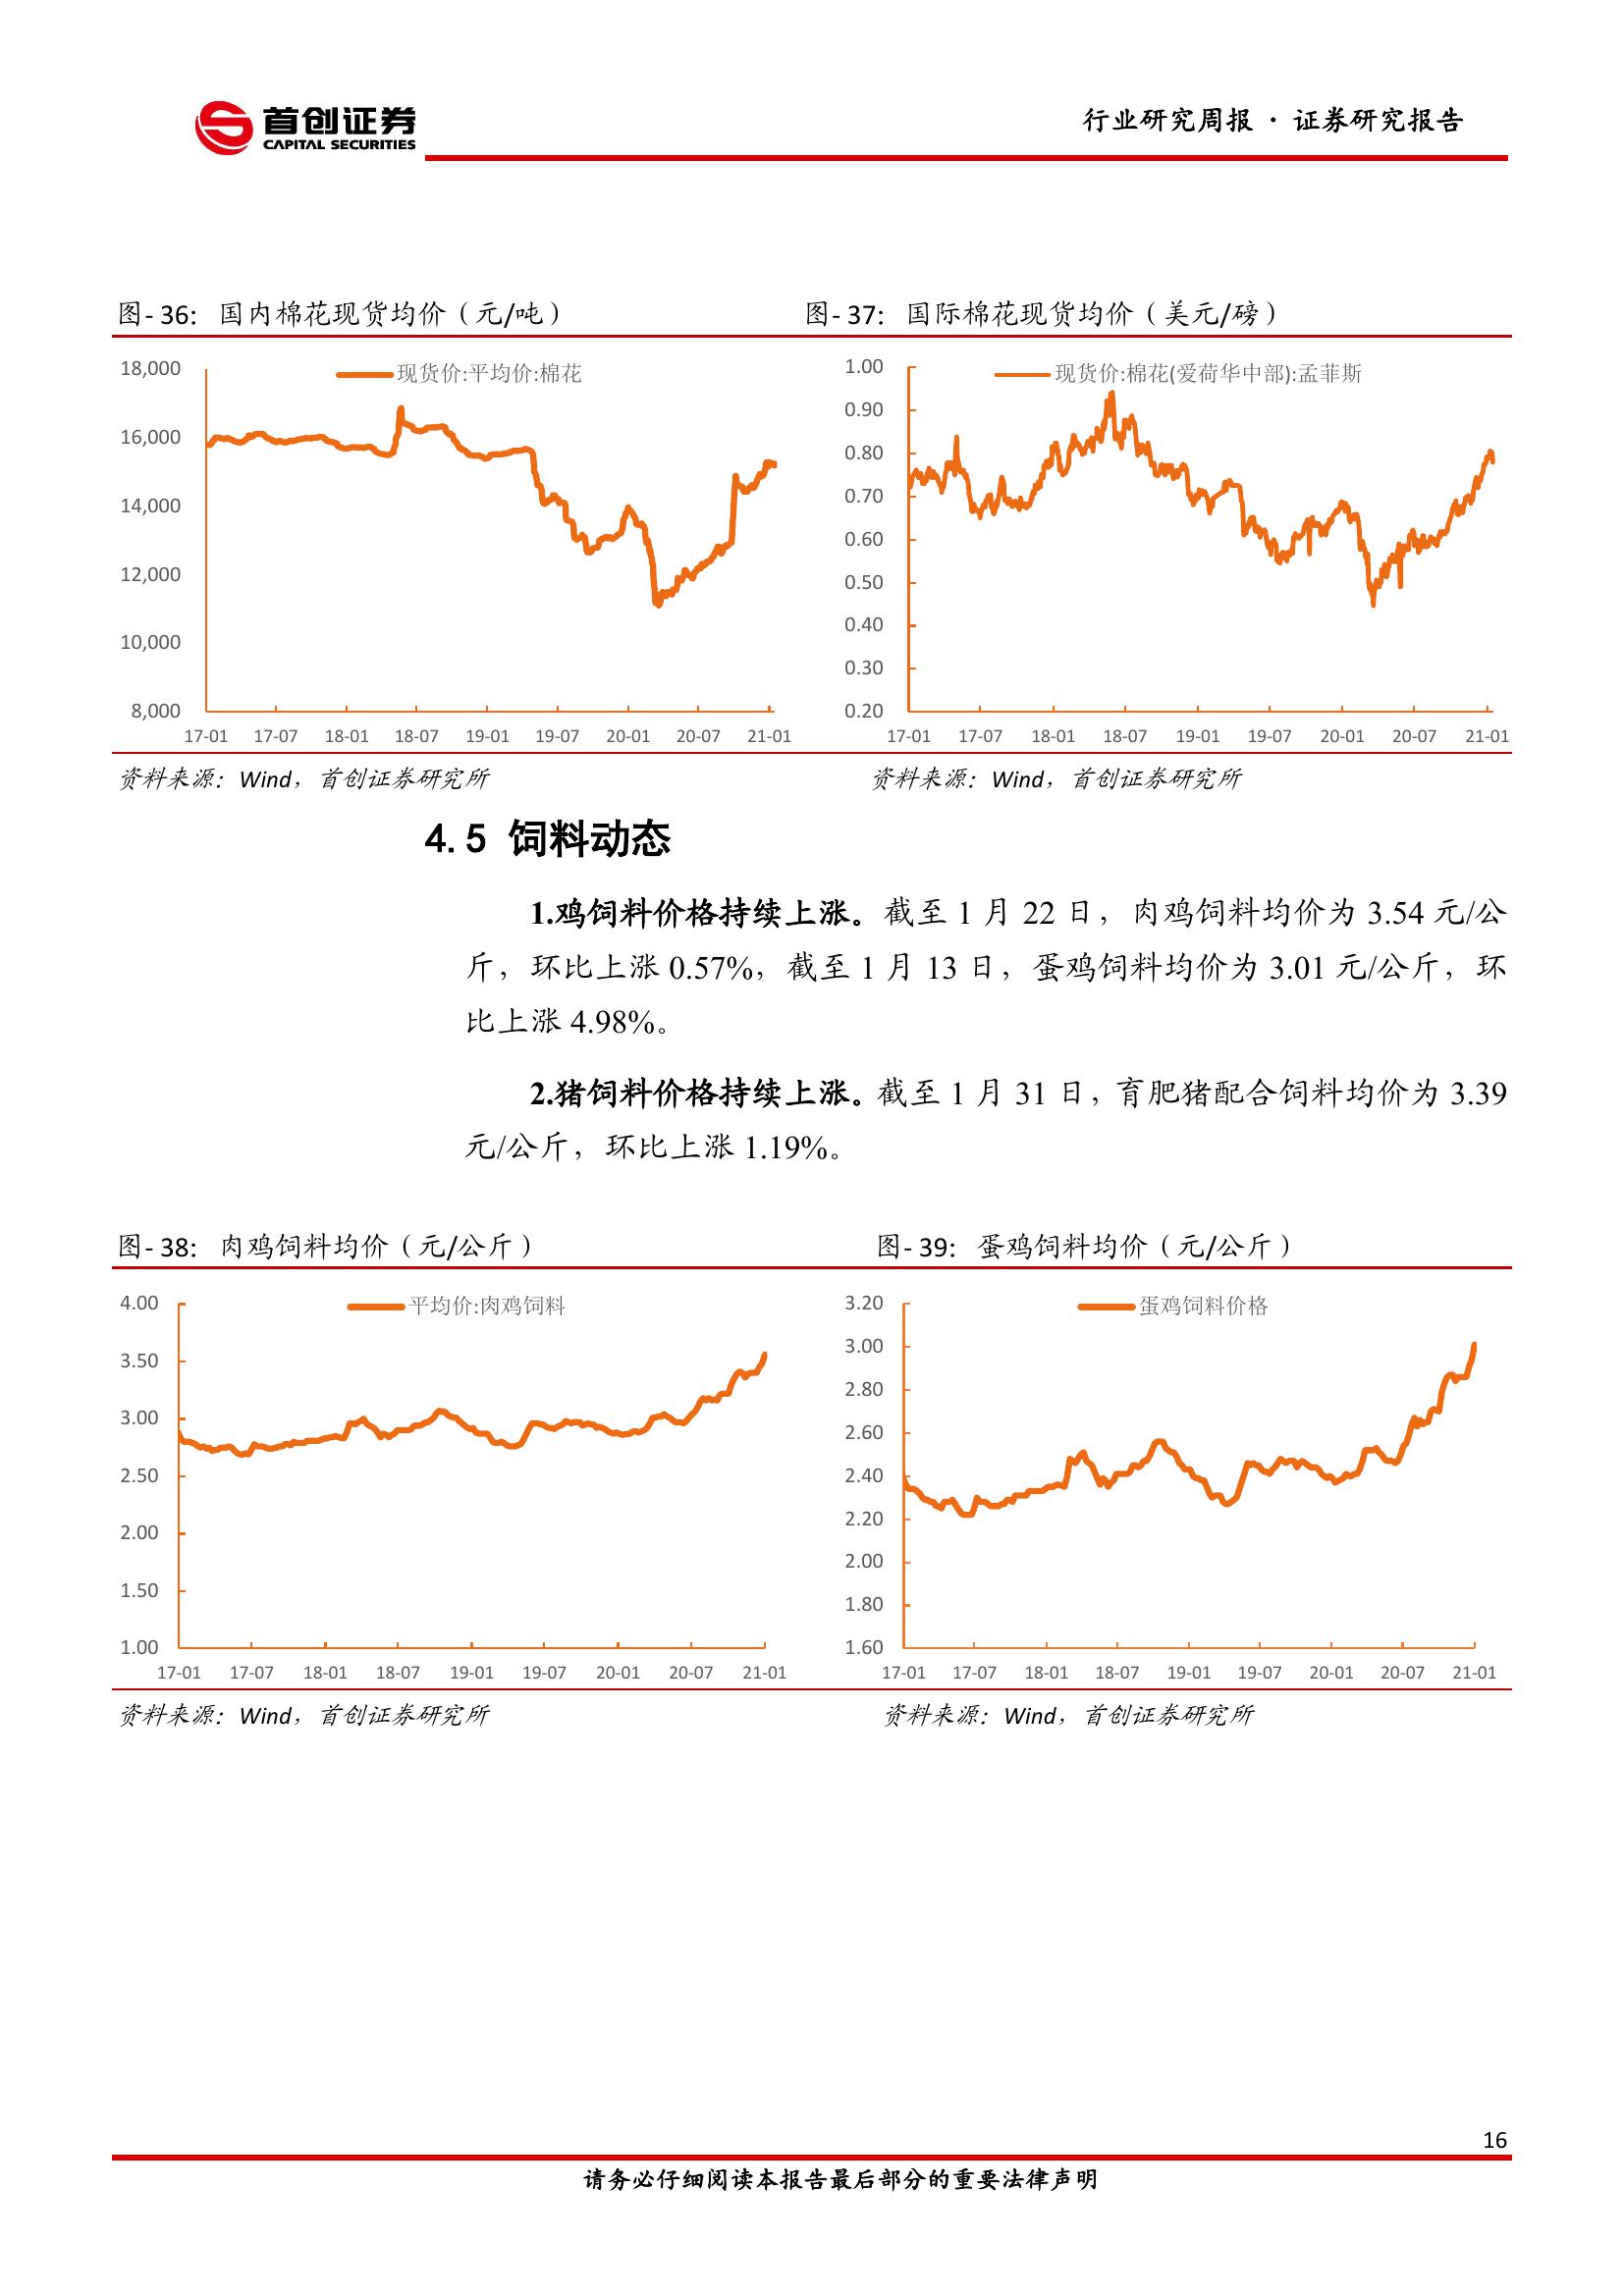 首创证券
CAPITAL SECURITIES
行业研究周报 · 证券研究报告
图- 36: 国内棉花现货均价（元/吨）
图- 37: 国际棉花现货均价（美元/磅）
现货价:平均价:棉花
18,000
16,000
14,000
12,000
10,000
8,000
17-01 17-07 18-01 18-07 19-01 19-07 20-01 20-07 21-01
现货价:棉花(爱荷华中部):孟菲斯
1.00
0.90
0.80
0.70
0.60
0.50
0.40
0.30
0.20
17-01 17-07 18-01 18-07 19-01 19-07 20-01 20-07 21-01
资料来源：Wind，首创证券研究所
资料来源：Wind，首创证券研究所
4.5 饲料动态
1.鸡饲料价格持续上涨。截至 1 月 22 日，肉鸡饲料均价为 3.54 元/公
斤，环比上涨 0.57%，截至 1 月 13 日，蛋鸡饲料均价为 3.01 元/公斤，环
比上涨 4.98%。
2.猪饲料价格持续上涨。截至 1 月 31 日，育肥猪配合饲料均价为 3.39
元/公斤，环比上涨 1.19%。
图- 38: 肉鸡饲料均价（元/公斤）
图- 39: 蛋鸡饲料均价（元/公斤）
平均价:肉鸡饲料
4.00
3.50
3.00
2.50
2.00
1.50
1.00
17-01 17-07 18-01 18-07 19-01 19-07 20-01 20-07 21-01
蛋鸡饲料价格
3.20
3.00
2.80
2.60
2.40
2.20
2.00
1.80
1.60
17-01 17-07 18-01 18-07 19-01 19-07 20-01 20-07 21-01
资料来源：Wind，首创证券研究所
资料来源：Wind，首创证券研究所
16
请务必仔细阅读本报告最后部分的重要法律声明